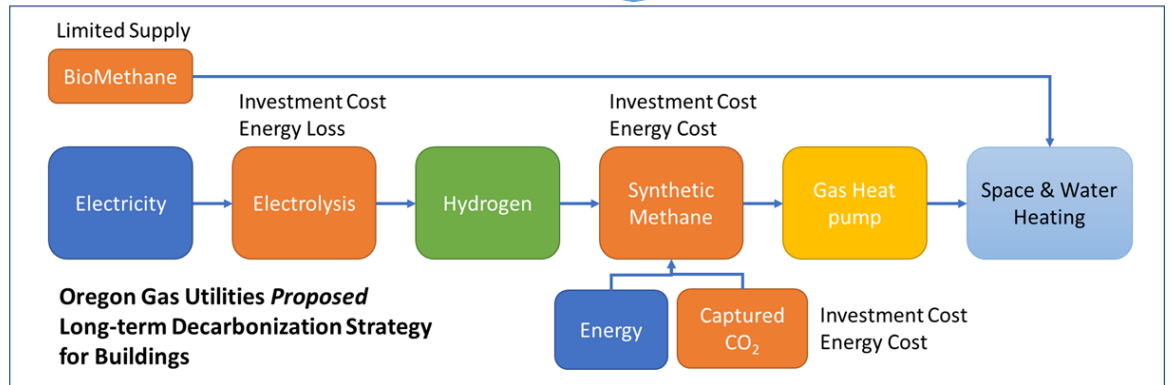 Limited Supply
BioMethane
Investment Cost
Energy Loss
Investment Cost
Energy Cost
Electricity
Electrolysis
Hydrogen
Synthetic
Methane
Gas Heat
pump
Space & Water
Heating
Oregon Gas Utilities Proposed
Long-term Decarbonization Strategy
for Buildings
Energy
Captured
CO₂
Investment Cost
Energy Cost